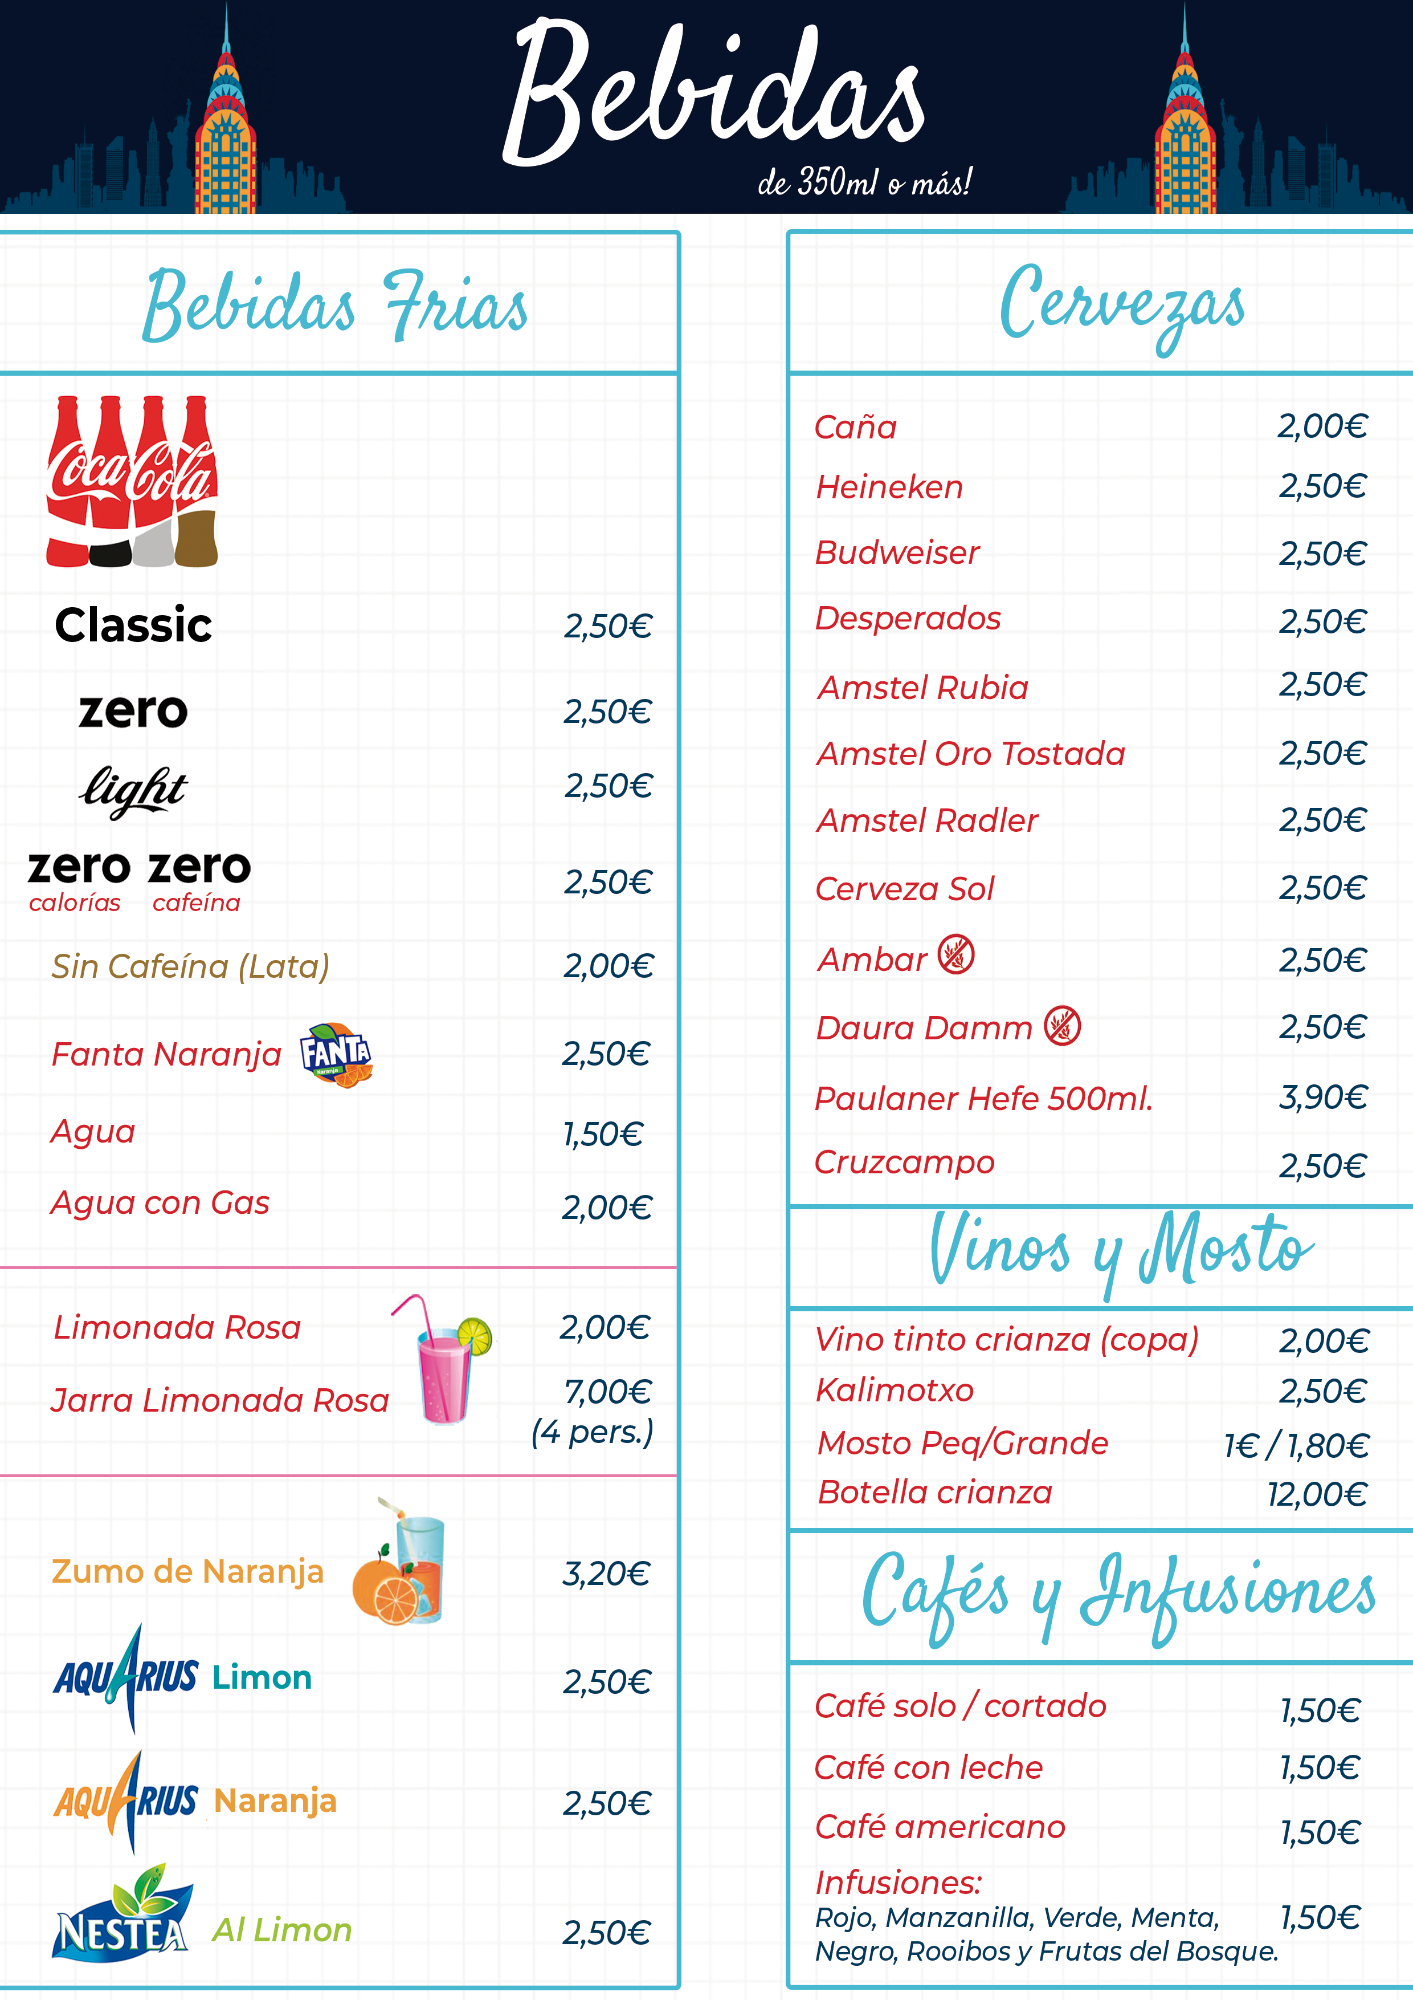 Bebidas
de 350ml o más!
Bebidas Frias
Coca Cola
Classic 2,50€
zero 2,50€
light 2,50€
zero zero 2,50€
calorías cafeína
Sin Cafeína (Lata) 2,00€
Fanta Naranja FANTA Naranja 2,50€
Agua 1,50€
Agua con Gas 2,00€
Limonada Rosa 2,00€
Jarra Limonada Rosa 7,00€
(4 pers.)
Zumo de Naranja 3,20€
AQUARIUS Limon 2,50€
AQUARIUS Naranja 2,50€
NESTEA Al Limon 2,50€
Cervezas
Caña 2,00€
Heineken 2,50€
Budweiser 2,50€
Desperados 2,50€
Amstel Rubia 2,50€
Amstel Oro Tostada 2,50€
Amstel Radler 2,50€
Cerveza Sol 2,50€
Ambar 2,50€
Daura Damm 2,50€
Paulaner Hefe 500ml. 3,90€
Cruzcampo 2,50€
Vinos y Mosto
Vino tinto crianza (copa) 2,00€
Kalimotxo 2,50€
Mosto Peq/Grande 1€ / 1,80€
Botella crianza 12,00€
Cafés y Infusiones
Café solo / cortado 1,50€
Café con leche 1,50€
Café americano 1,50€
Infusiones:
Rojo, Manzanilla, Verde, Menta, 1,50€
Negro, Rooibos y Frutas del Bosque.